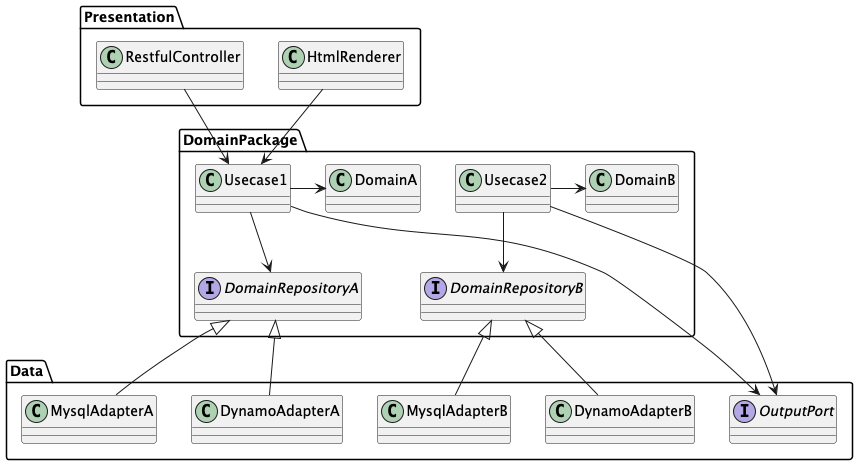 Presentation
C RestfulController
C HtmlRenderer
DomainPackage
C Usecase1
C DomainA
C Usecase2
C DomainB
I DomainRepositoryA
I DomainRepositoryB
Data
C MysqlAdapterA
C DynamoAdapterA
C MysqlAdapterB
C DynamoAdapterB
I OutputPort